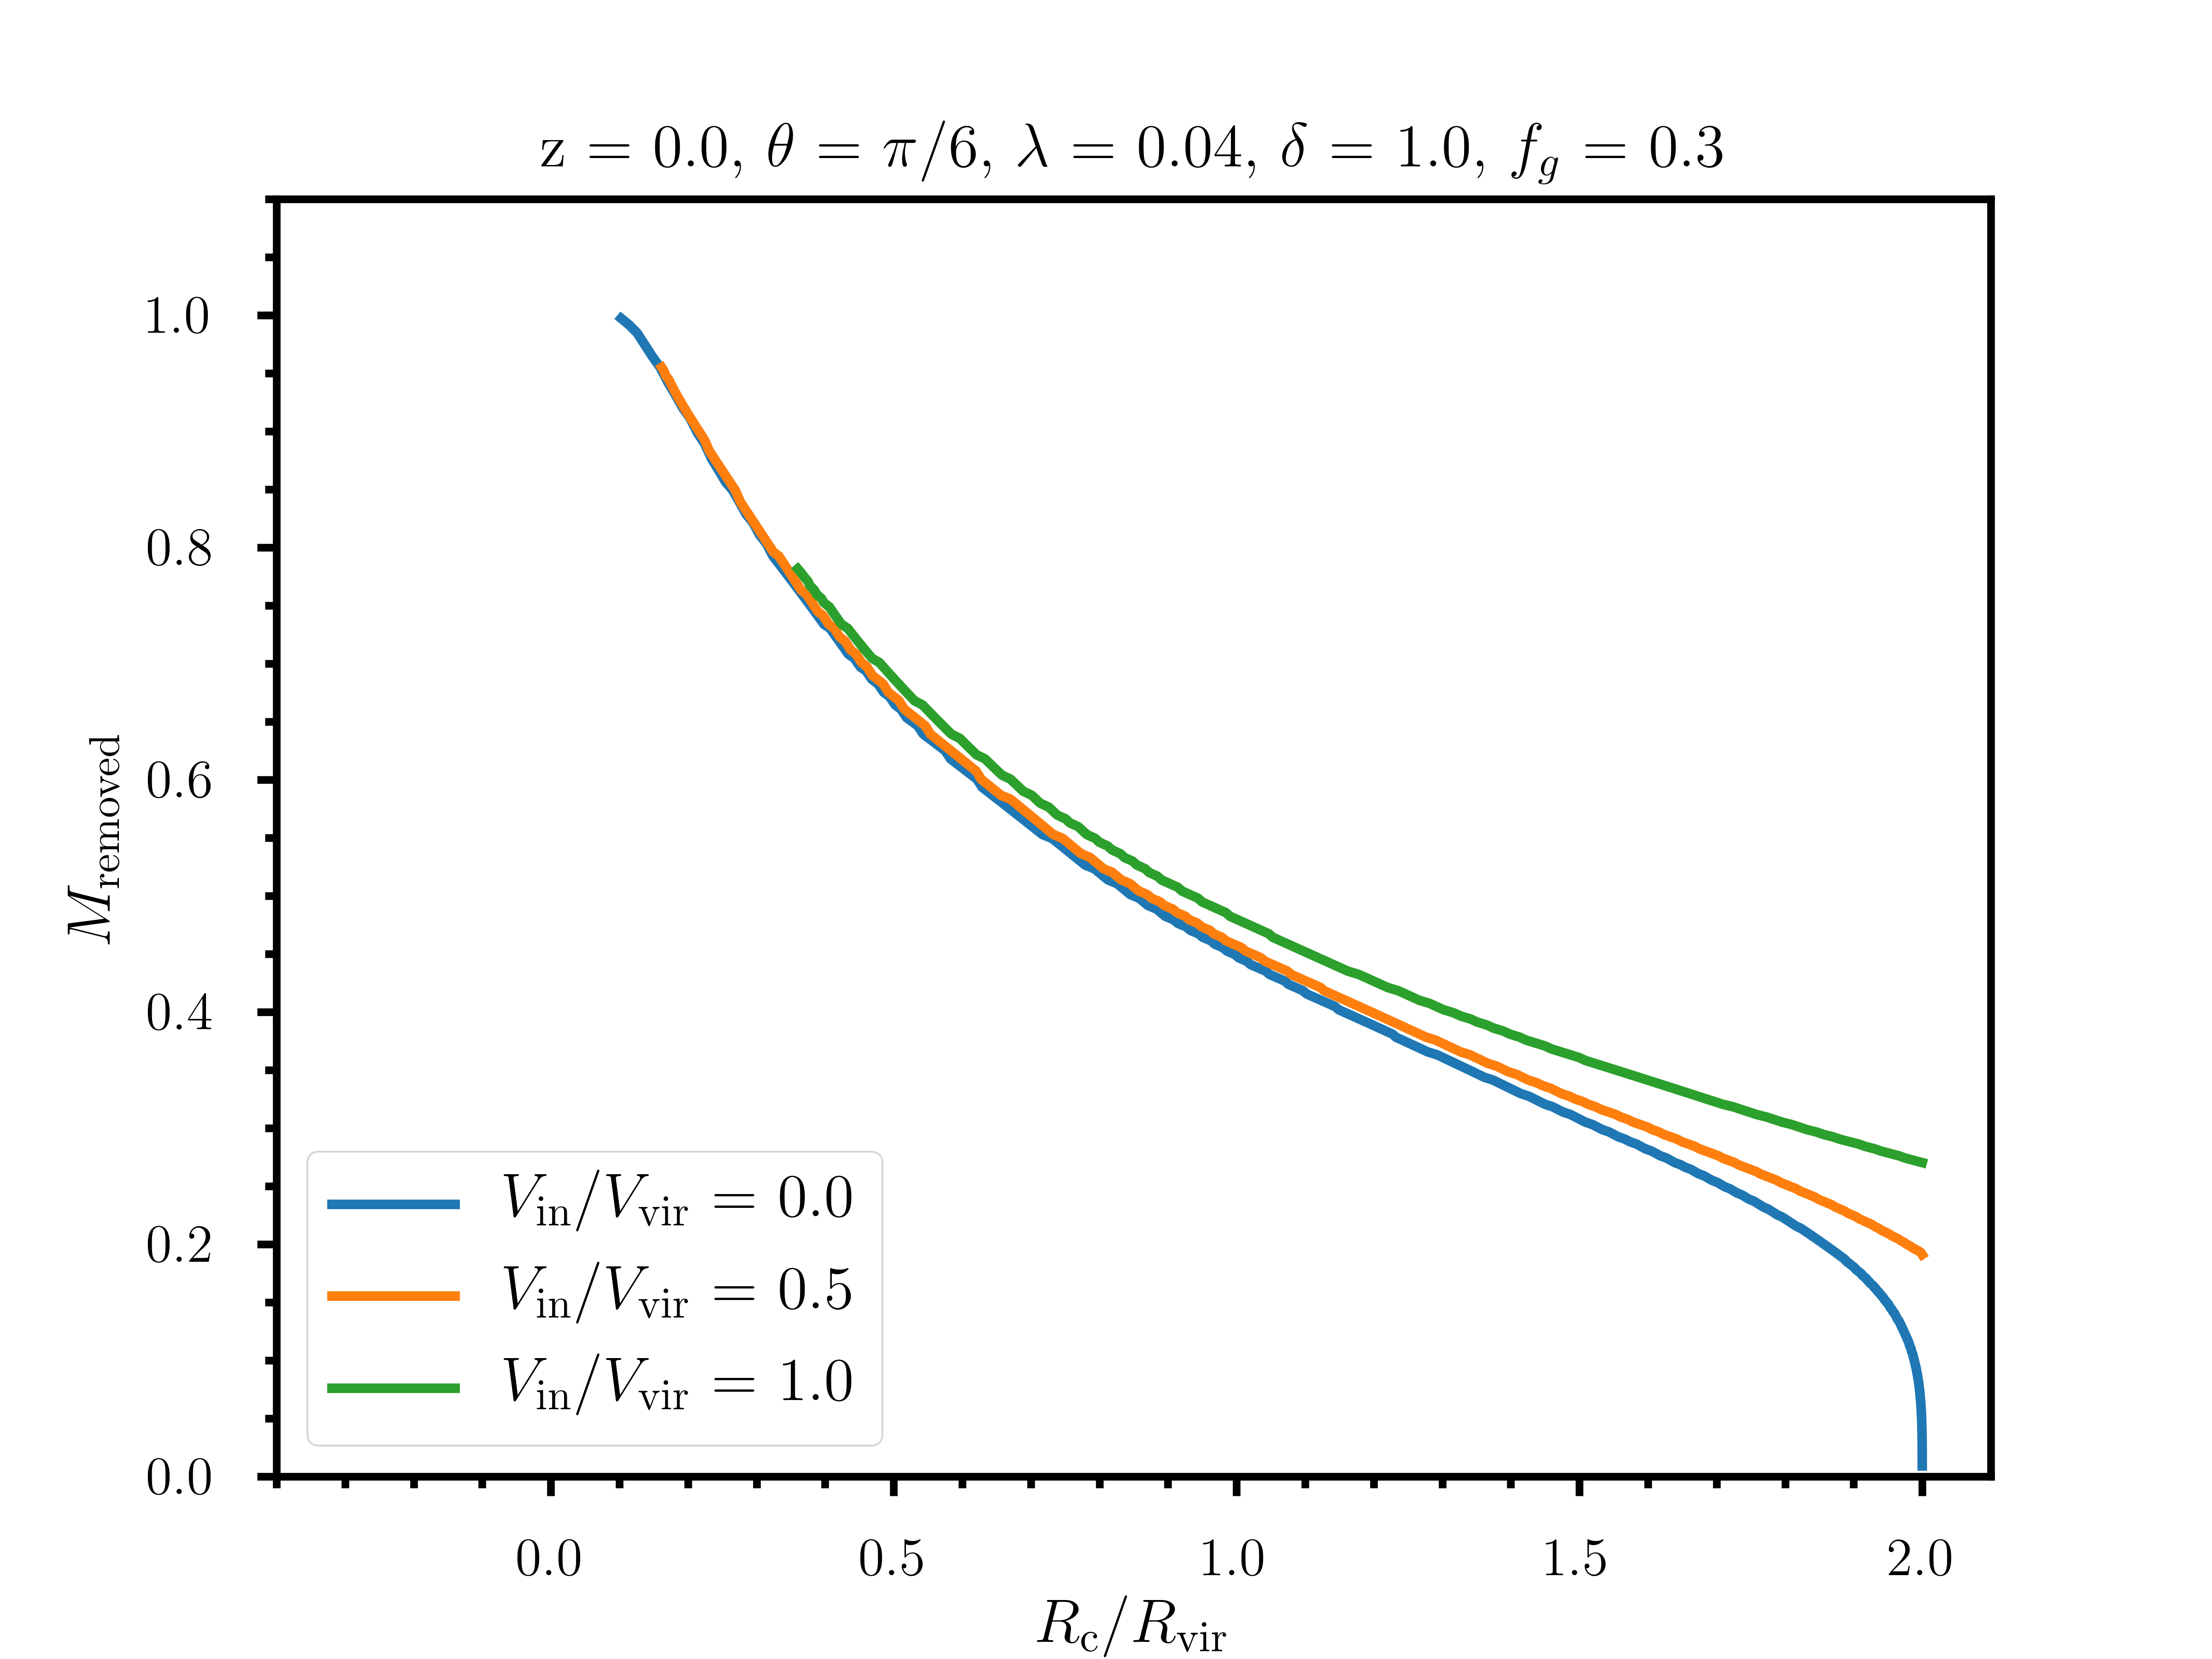 z = 0.0, θ = π/6, λ = 0.04, δ = 1.0, f_g = 0.3
M_removed
1.0
0.8
0.6
0.4
0.2
0.0
V_in/V_vir = 0.0
V_in/V_vir = 0.5
V_in/V_vir = 1.0
0.0 0.5 1.0 1.5 2.0
R_c/R_vir